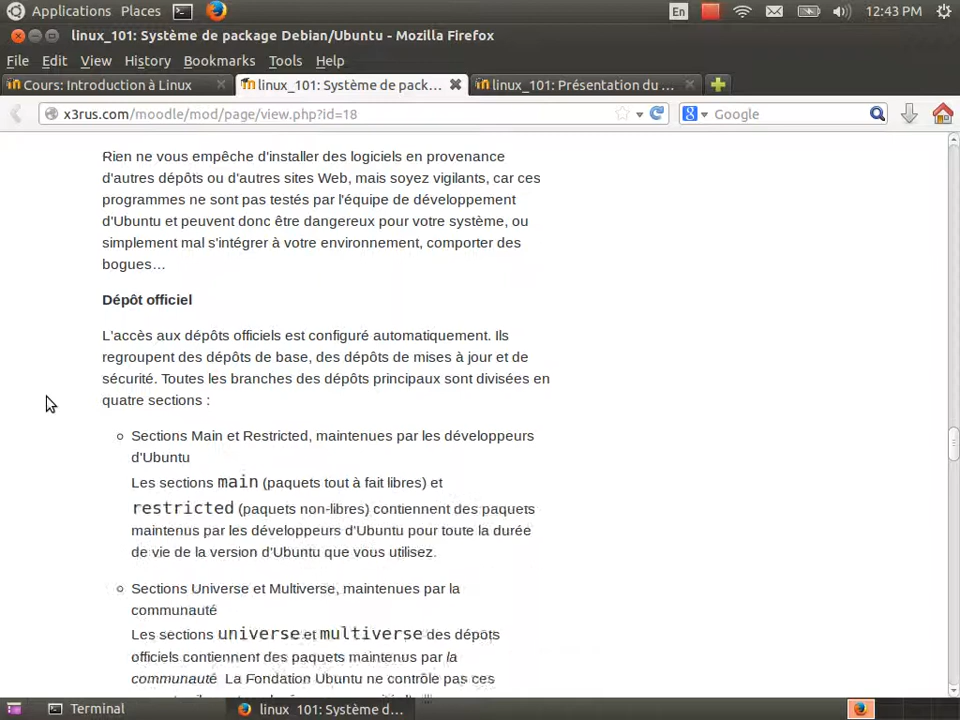 Applications Places En 12:43 PM
linux_101: Système de package Debian/Ubuntu - Mozilla Firefox
File Edit View History Bookmarks Tools Help
Cours: Introduction à Linux linux_101: Système de pack... linux_101: Présentation du ...
x3rus.com/moodle/mod/page/view.php?id=18 Google
Rien ne vous empêche d'installer des logiciels en provenance
d'autres dépôts ou d'autres sites Web, mais soyez vigilants, car ces
programmes ne sont pas testés par l'équipe de développement
d'Ubuntu et peuvent donc être dangereux pour votre système, ou
simplement mal s'intégrer à votre environnement, comporter des
bogues…
Dépôt officiel
L'accès aux dépôts officiels est configuré automatiquement. Ils
regroupent des dépôts de base, des dépôts de mises à jour et de
sécurité. Toutes les branches des dépôts principaux sont divisées en
quatre sections :
Sections Main et Restricted, maintenues par les développeurs
d'Ubuntu
Les sections main (paquets tout à fait libres) et
restricted (paquets non-libres) contiennent des paquets
maintenus par les développeurs d'Ubuntu pour toute la durée
de vie de la version d'Ubuntu que vous utilisez.
Sections Universe et Multiverse, maintenues par la
communauté
Les sections universe et multiverse des dépôts
officiels contiennent des paquets maintenus par la
communauté. La Fondation Ubuntu ne contrôle pas ces
Terminal linux_101: Système d...